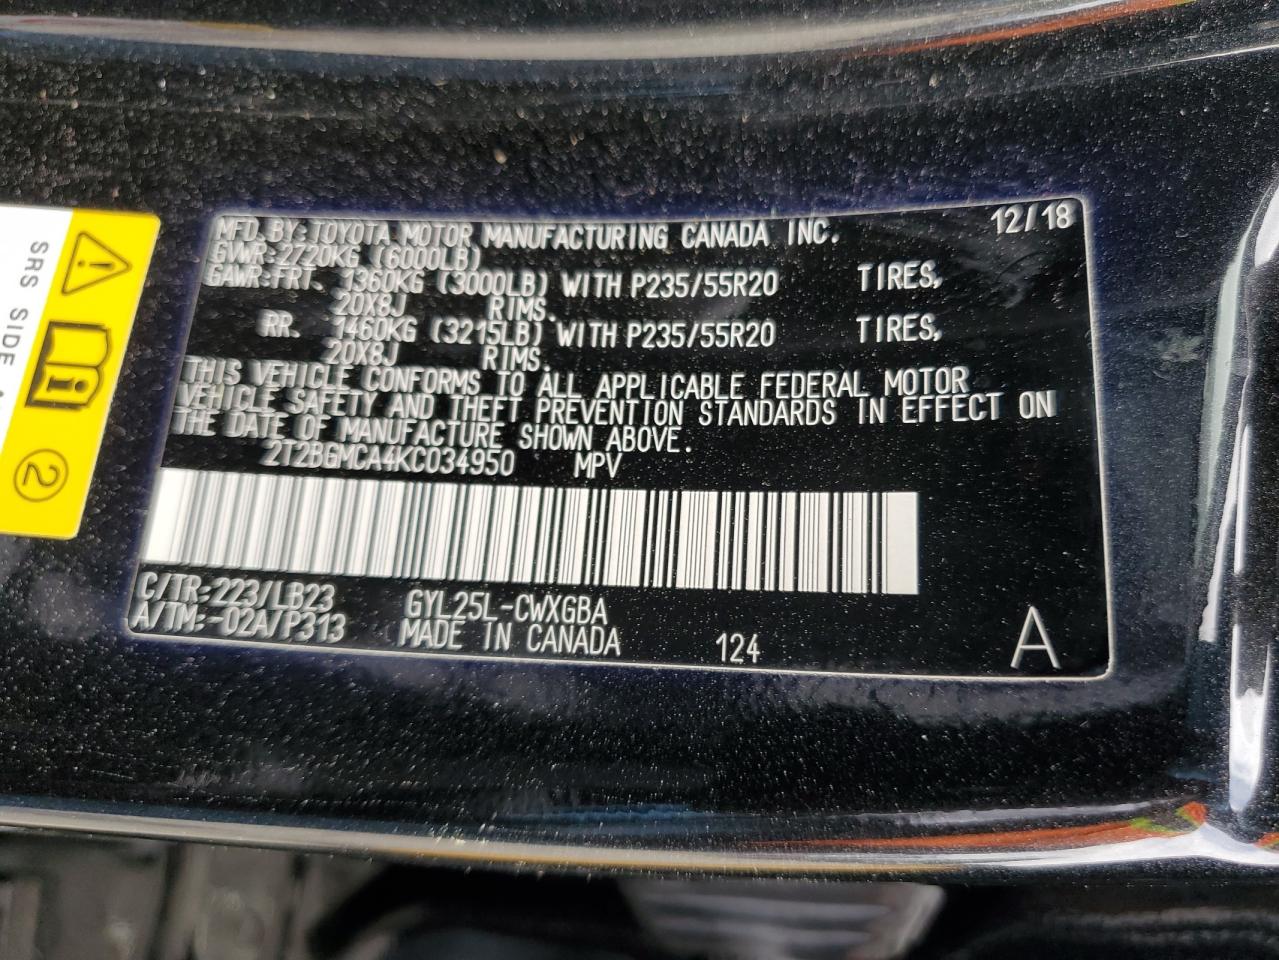 MFD. BY: TOYOTA MOTOR MANUFACTURING CANADA INC. 12/18
GVWR: 2720KG (6000LB)
GAWR: FRT. 1360KG (3000LB) WITH P235/55R20 TIRES,
20X8J RIMS.
RR. 1460KG (3215LB) WITH P235/55R20 TIRES,
20X8J RIMS.
THIS VEHICLE CONFORMS TO ALL APPLICABLE FEDERAL MOTOR
VEHICLE SAFETY AND THEFT PREVENTION STANDARDS IN EFFECT ON
THE DATE OF MANUFACTURE SHOWN ABOVE.
2T2BGMCA4KC034950 MPV
C/TR: 223/LB23 GYL25L-CWXGBA
A/TM: -02A/P313 MADE IN CANADA 124 A
SRS SIDE
2